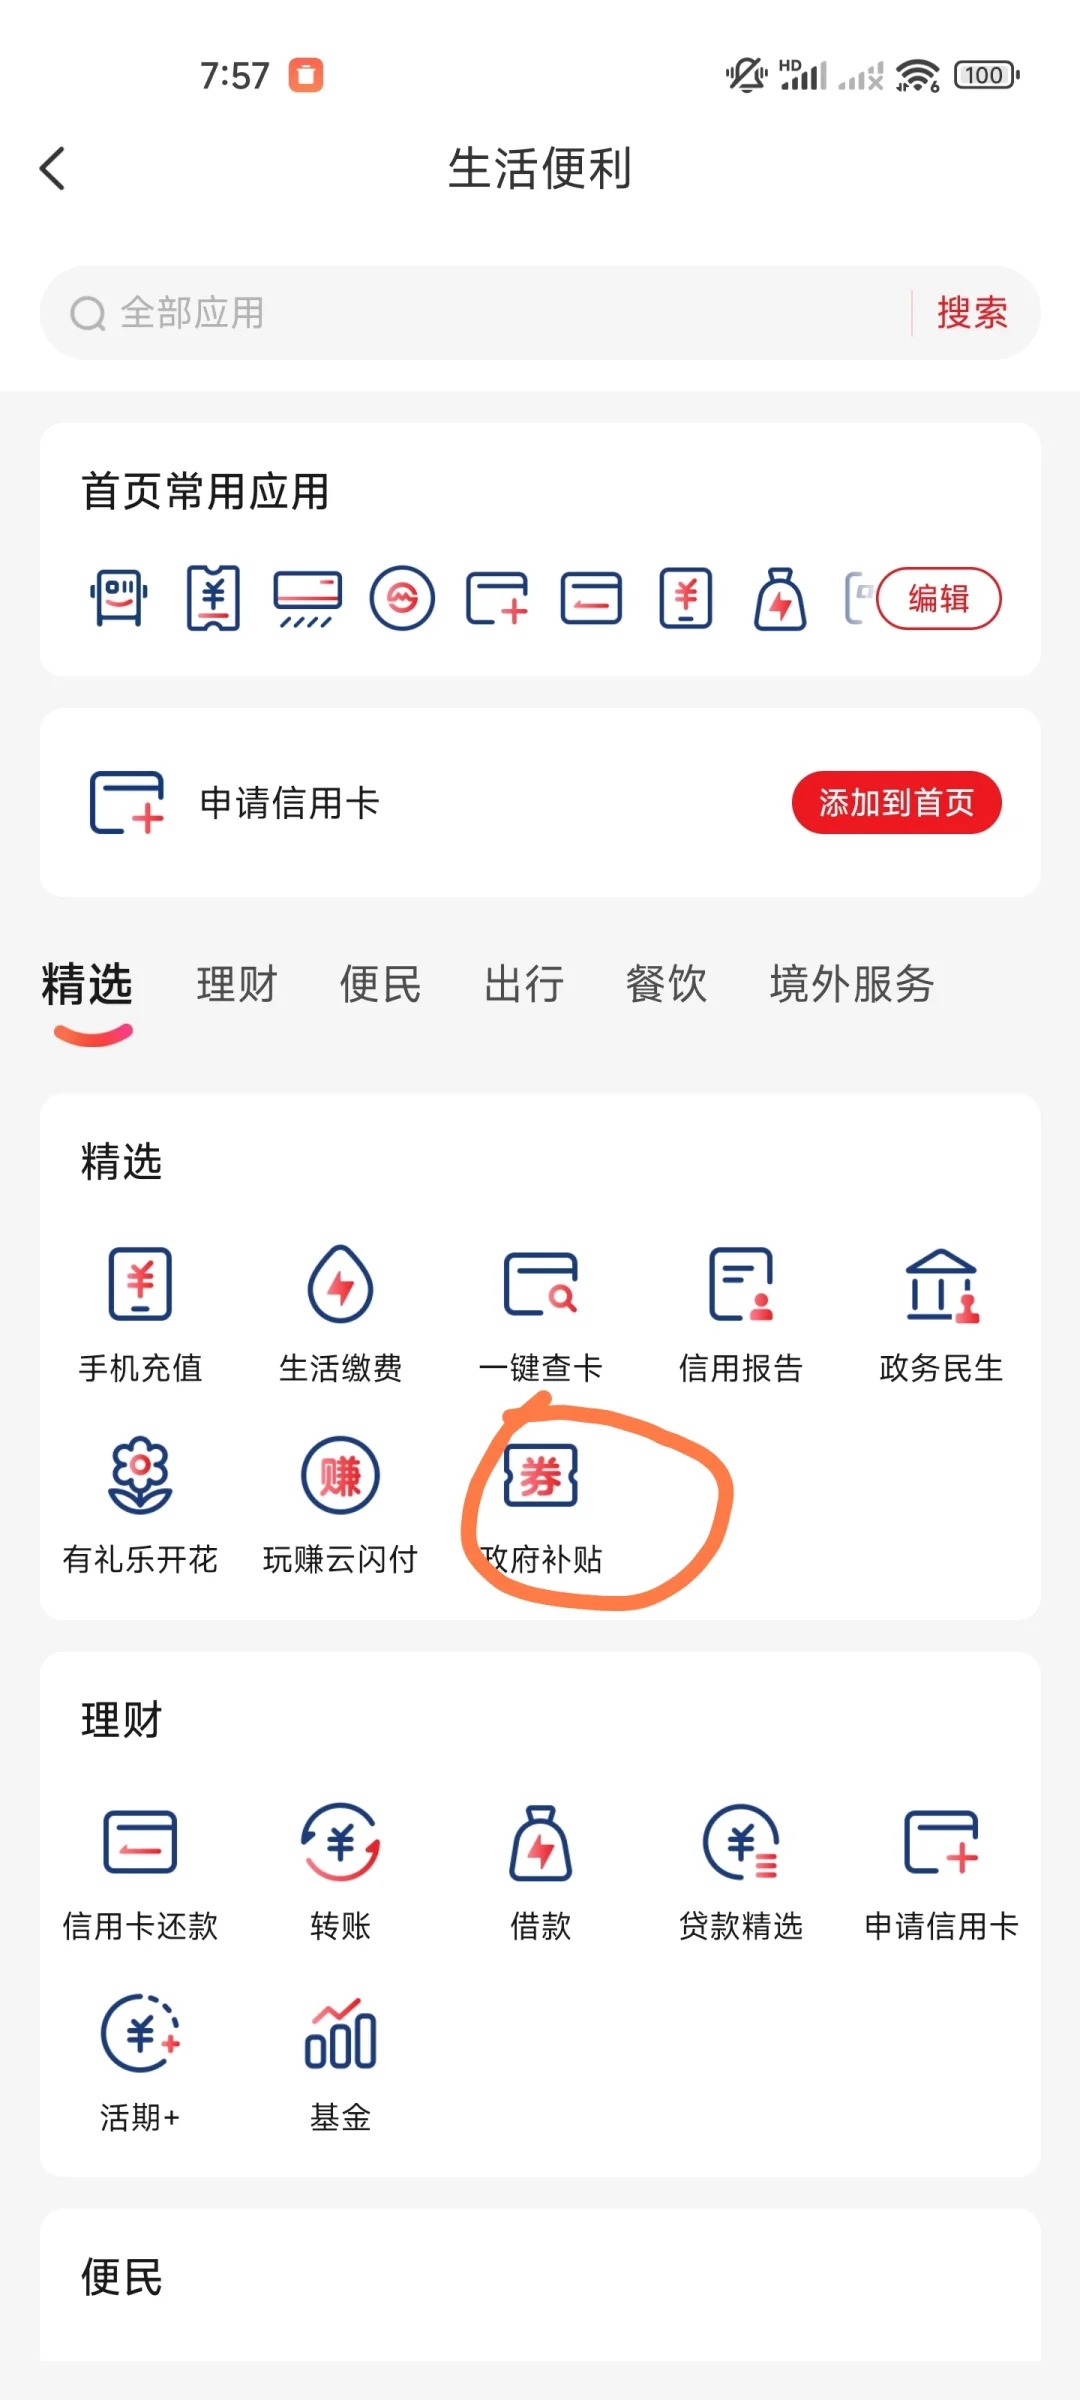 7:57
HD
6
100
生活便利
全部应用
搜索
首页常用应用
编辑
申请信用卡
添加到首页
精选 理财 便民 出行 餐饮 境外服务
精选
手机充值 生活缴费 一键查卡 信用报告 政务民生
赚 券
有礼乐开花 玩赚云闪付 政府补贴
理财
信用卡还款 转账 借款 贷款精选 申请信用卡
活期+ 基金
便民